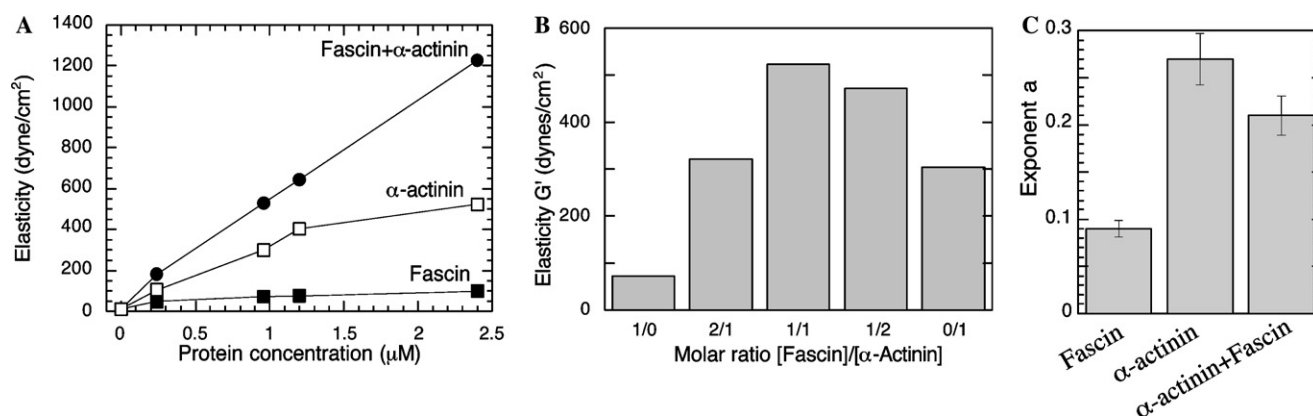 A
Elasticity (dyne/cm²)
1400
1200
1000
800
600
400
200
0
Fascin+α-actinin
α-actinin
Fascin
0 0.5 1 1.5 2 2.5
Protein concentration (μM)
B
Elasticity G' (dynes/cm²)
600
400
200
0
1/0 2/1 1/1 1/2 0/1
Molar ratio [Fascin]/[α-Actinin]
C
Exponent a
0.3
0.2
0.1
0
Fascin
α-actinin
α-actinin+Fascin